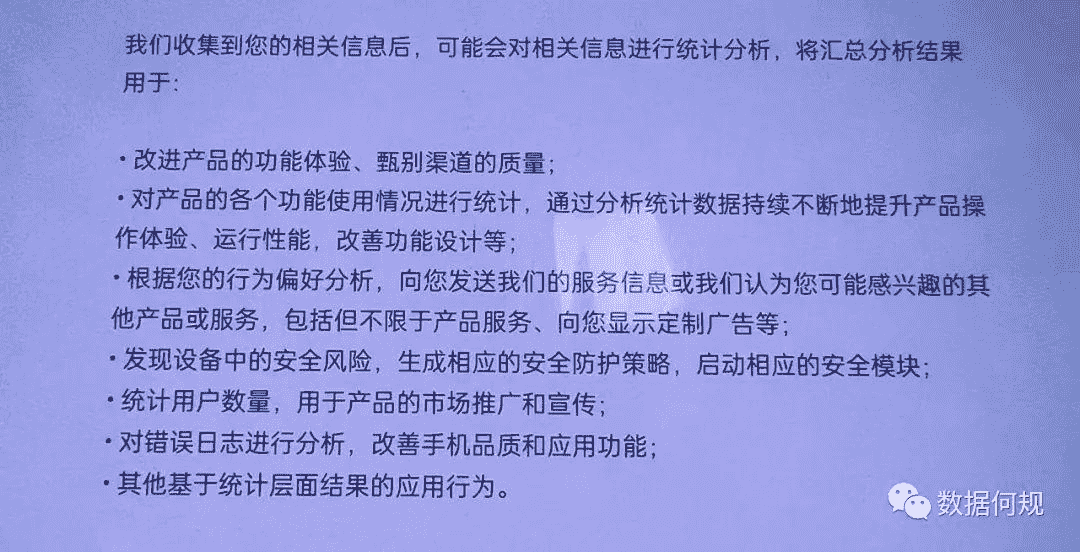 我们收集到您的相关信息后，可能会对相关信息进行统计分析，将汇总分析结果
用于：
·改进产品的功能体验、甄别渠道的质量；
·对产品的各个功能使用情况进行统计，通过分析统计数据持续不断地提升产品操
作体验、运行性能，改善功能设计等；
·根据您的行为偏好分析，向您发送我们的服务信息或我们认为您可能感兴趣的其
他产品或服务，包括但不限于产品服务、向您显示定制广告等；
·发现设备中的安全风险，生成相应的安全防护策略，启动相应的安全模块；
·统计用户数量，用于产品的市场推广和宣传；
·对错误日志进行分析，改善手机品质和应用功能；
·其他基于统计层面结果的应用行为。
数据何规